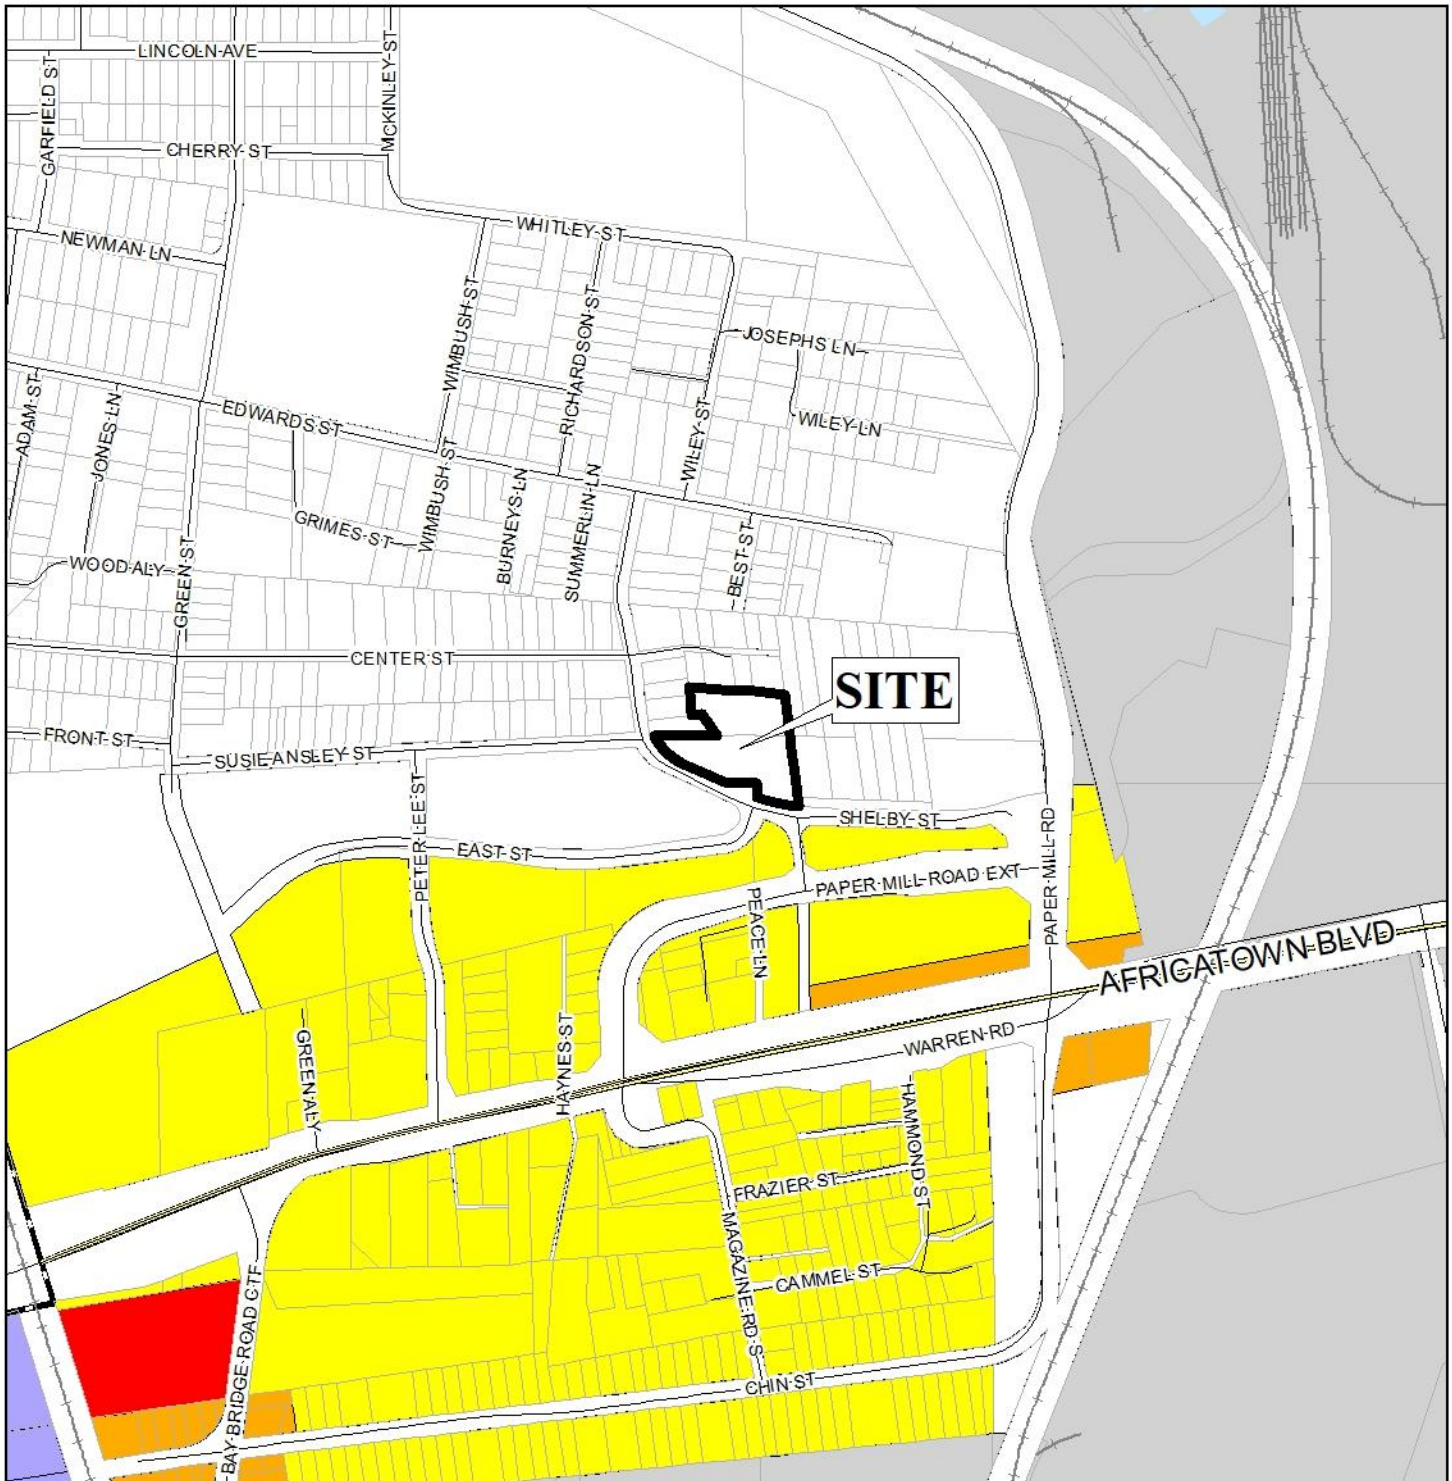 LINCOLN AVE
GARFIELD ST
MCKINLEY ST
CHERRY ST
WHITLEY ST
NEWMAN LN
WIMBUSH ST
RICHARDSON ST
JOSEPHS LN
WILEY ST
WILEY LN
ADAM ST
JONES LN
EDWARDS ST
WIMBUSH ST
BURNEYS LN
SUMMERLIN LN
GRIMES ST
BEST ST
WOOD ALY
GREEN ST
CENTER ST
SITE
FRONT ST
SUSIE ANSLEY ST
PETER LEE ST
SHELBY ST
PAPER MILL RD
EAST ST
PEACE LN
PAPER MILL ROAD EXT
AFRICATOWN BLVD
WARREN RD
GREEN ALY
HAYNES ST
HAMMOND ST
FRAZIER ST
MAGAZINE RD S
CAMMEL ST
CHIN ST
BAY BRIDGE ROAD CTF